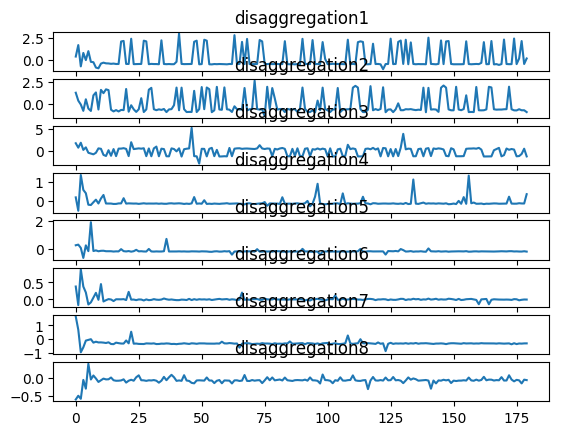 disaggregation1
2.5
0.0
disaggregation2
2.5
0.0
disaggregation3
5
0
disaggregation4
1
0
disaggregation5
2
0
disaggregation6
0.5
0.0
disaggregation7
1
0
−1
disaggregation8
0.0
−0.5
0 25 50 75 100 125 150 175